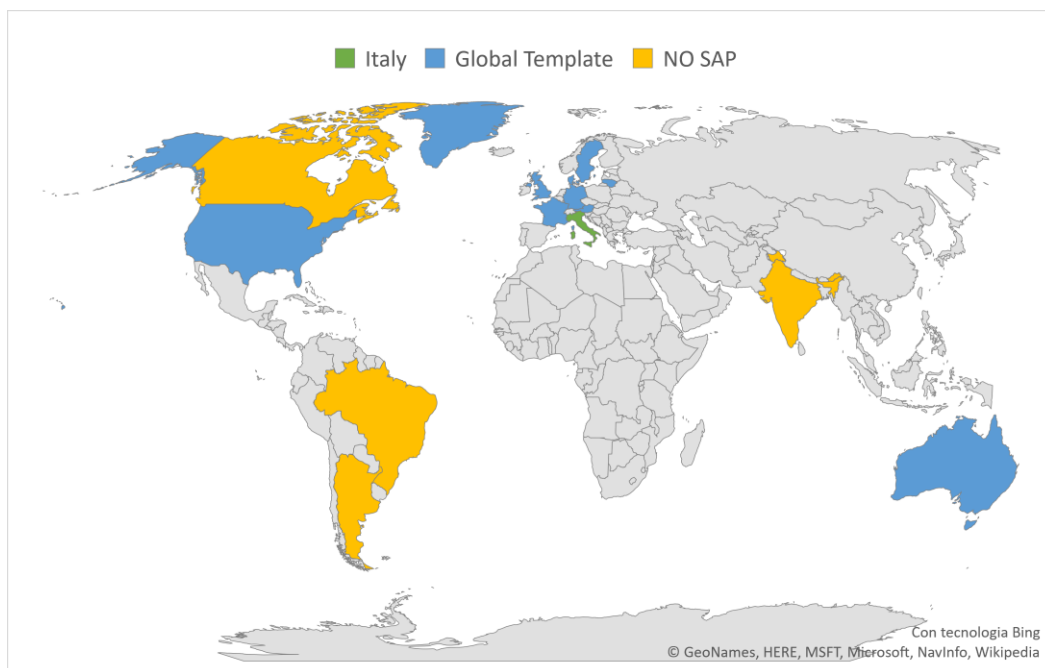 Italy Global Template NO SAP
Con tecnologia Bing
© GeoNames, HERE, MSFT, Microsoft, NavInfo, Wikipedia